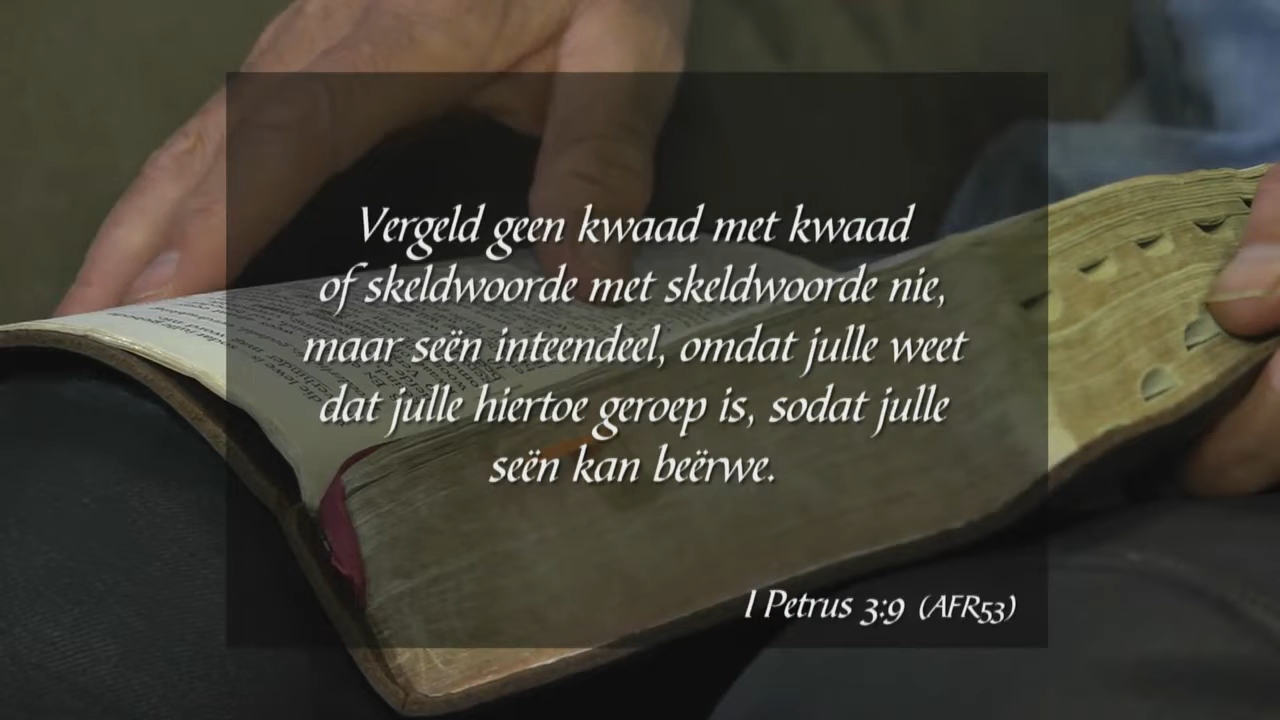 Vergeld geen kwaad met kwaad
of skeldwoorde met skeldwoorde nie,
maar seën inteendeel, omdat julle weet
dat julle hiertoe geroep is, sodat julle
seën kan beërwe.
I Petrus 3:9 (AFR53)